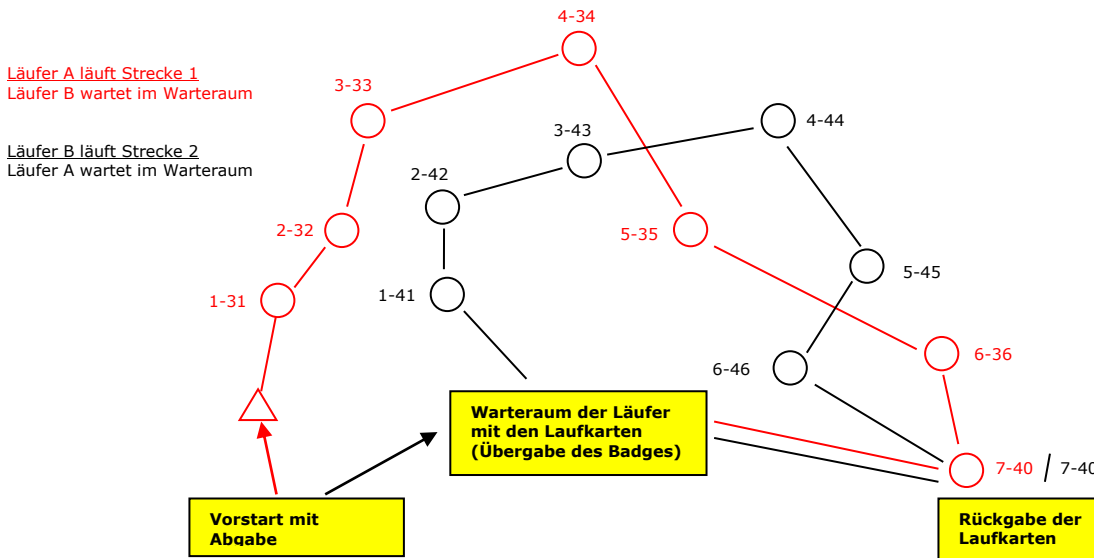 4-34
Läufer A läuft Strecke 1
Läufer B wartet im Warteraum
3-33
4-44
3-43
Läufer B läuft Strecke 2
Läufer A wartet im Warteraum
2-42
2-32
5-35
5-45
1-31
1-41
6-36
6-46
Warteraum der Läufer
mit den Laufkarten
(Übergabe des Badges)
7-40 / 7-40
Vorstart mit
Abgabe
Rückgabe der
Laufkarten